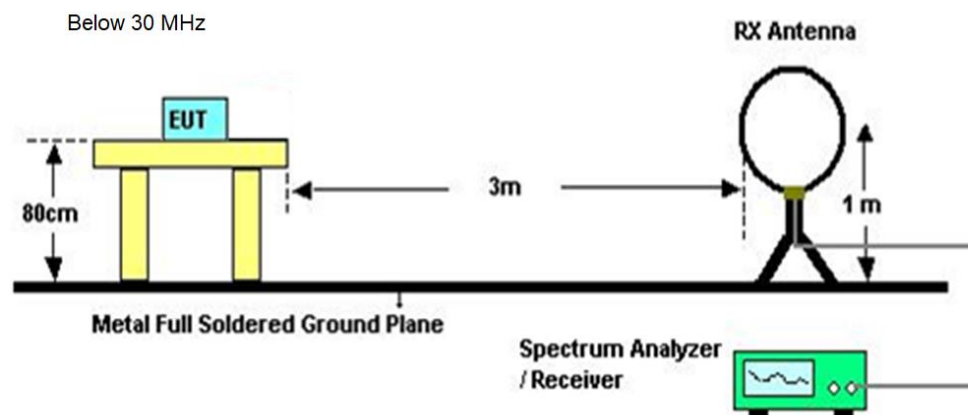 Below 30 MHz
RX Antenna
EUT
80cm
3m
1 m
Metal Full Soldered Ground Plane
Spectrum Analyzer
/ Receiver